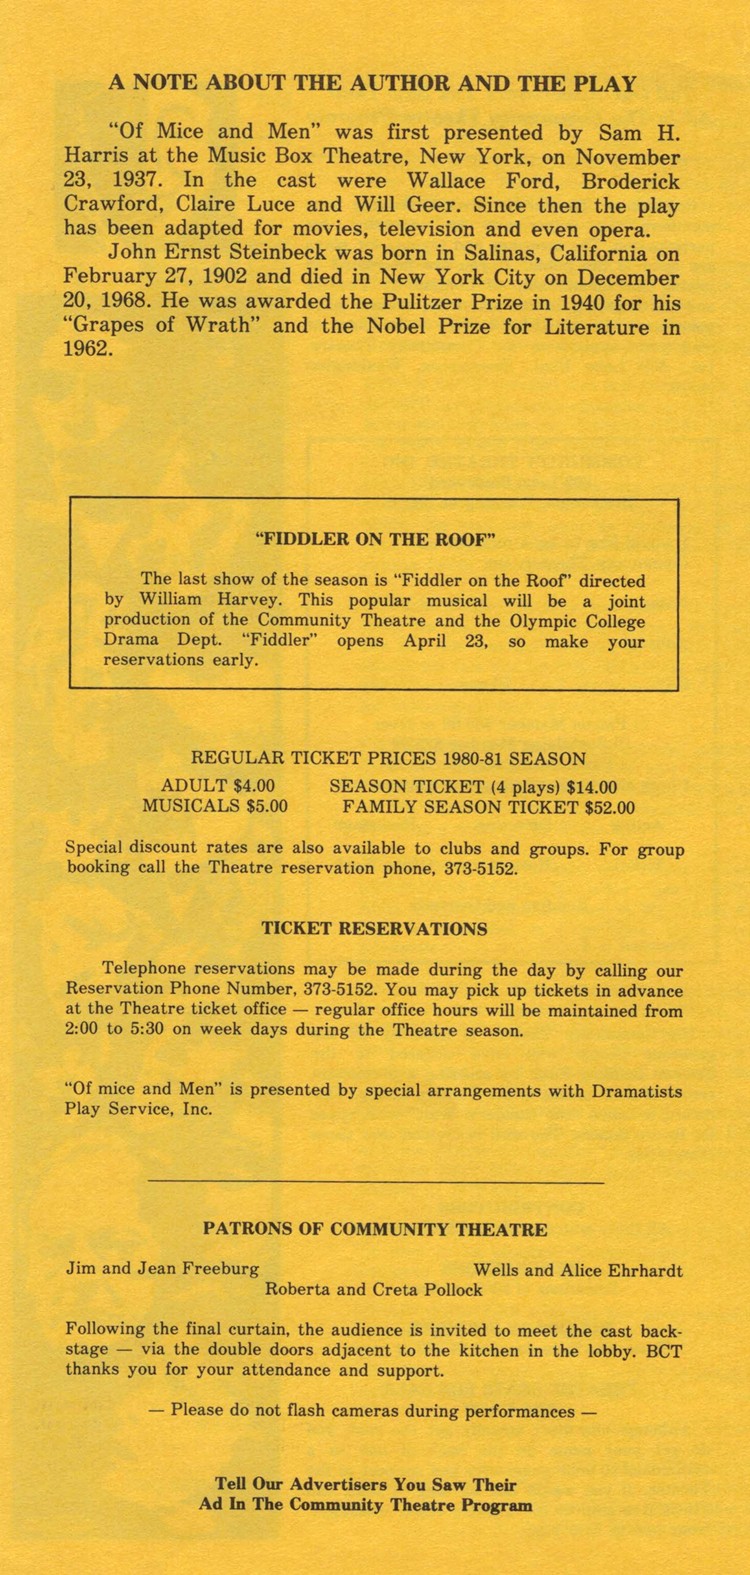 A NOTE ABOUT THE AUTHOR AND THE PLAY
“Of Mice and Men” was first presented by Sam H.
Harris at the Music Box Theatre, New York, on November
23, 1937. In the cast were Wallace Ford, Broderick
Crawford, Claire Luce and Will Geer. Since then the play
has been adapted for movies, television and even opera.
John Ernst Steinbeck was born in Salinas, California on
February 27, 1902 and died in New York City on December
20, 1968. He was awarded the Pulitzer Prize in 1940 for his
“Grapes of Wrath” and the Nobel Prize for Literature in
1962.
“FIDDLER ON THE ROOF”
The last show of the season is “Fiddler on the Roof” directed
by William Harvey. This popular musical will be a joint
production of the Community Theatre and the Olympic College
Drama Dept. “Fiddler” opens April 23, so make your
reservations early.
REGULAR TICKET PRICES 1980-81 SEASON
ADULT $4.00 SEASON TICKET (4 plays) $14.00
MUSICALS $5.00 FAMILY SEASON TICKET $52.00
Special discount rates are also available to clubs and groups. For group
booking call the Theatre reservation phone, 373-5152.
TICKET RESERVATIONS
Telephone reservations may be made during the day by calling our
Reservation Phone Number, 373-5152. You may pick up tickets in advance
at the Theatre ticket office — regular office hours will be maintained from
2:00 to 5:30 on week days during the Theatre season.
“Of mice and Men” is presented by special arrangements with Dramatists
Play Service, Inc.
PATRONS OF COMMUNITY THEATRE
Jim and Jean Freeburg Wells and Alice Ehrhardt
Roberta and Creta Pollock
Following the final curtain, the audience is invited to meet the cast back-
stage — via the double doors adjacent to the kitchen in the lobby. BCT
thanks you for your attendance and support.
— Please do not flash cameras during performances —
Tell Our Advertisers You Saw Their
Ad In The Community Theatre Program